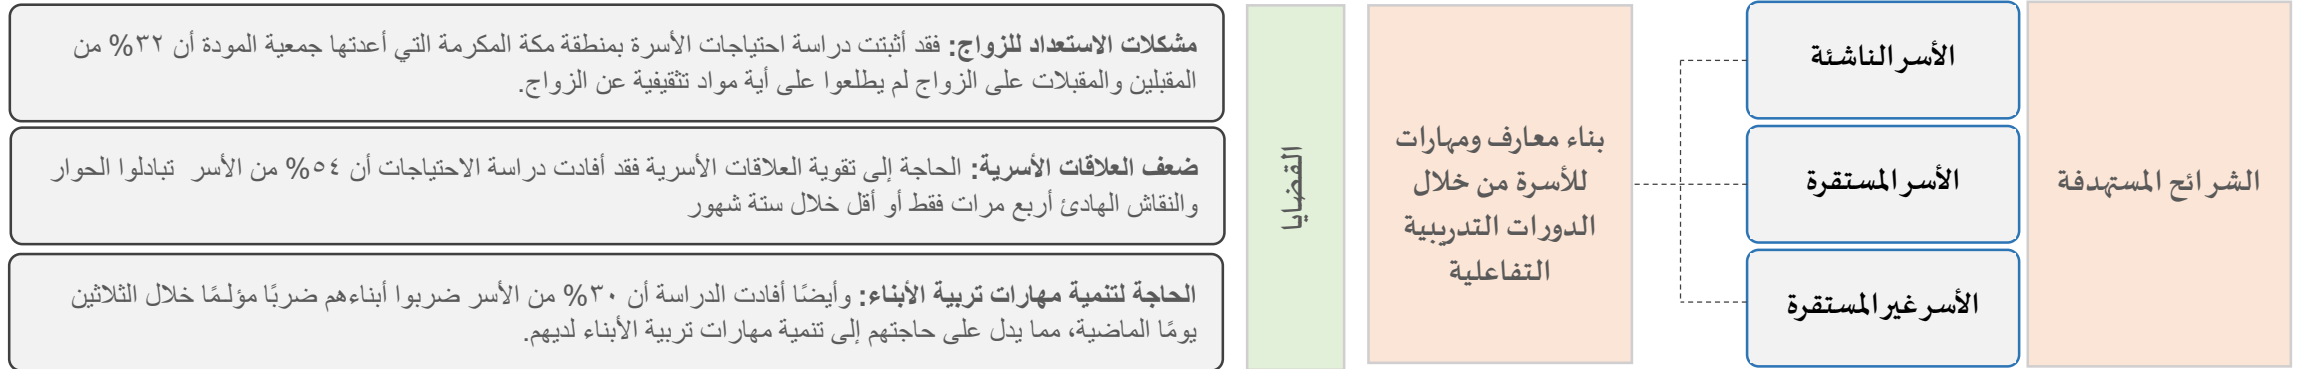 الشرائح المستهدفة
الأسر الناشئة
الأسر المستقرة
الأسر غير المستقرة
بناء معارف ومهارات
للأسرة من خلال
الدورات التدريبية
التفاعلية
القضايا
مشكلات الاستعداد للزواج: فقد أثبتت دراسة احتياجات الأسرة بمنطقة مكة المكرمة التي أعدتها جمعية المودة أن ٣٢% من
المقبلين والمقبلات على الزواج لم يطلعوا على أية مواد تثقيفية عن الزواج.
ضعف العلاقات الأسرية: الحاجة إلى تقوية العلاقات الأسرية فقد أفادت دراسة الاحتياجات أن ٥٤% من الأسر تبادلوا الحوار
والنقاش الهادئ أربع مرات فقط أو أقل خلال ستة شهور
الحاجة لتنمية مهارات تربية الأبناء: وأيضًا أفادت الدراسة أن ٣٠% من الأسر ضربوا أبناءهم ضربًا مؤلـمًا خلال الثلاثين
يومًا الماضية، مما يدل على حاجتهم إلى تنمية مهارات تربية الأبناء لديهم.